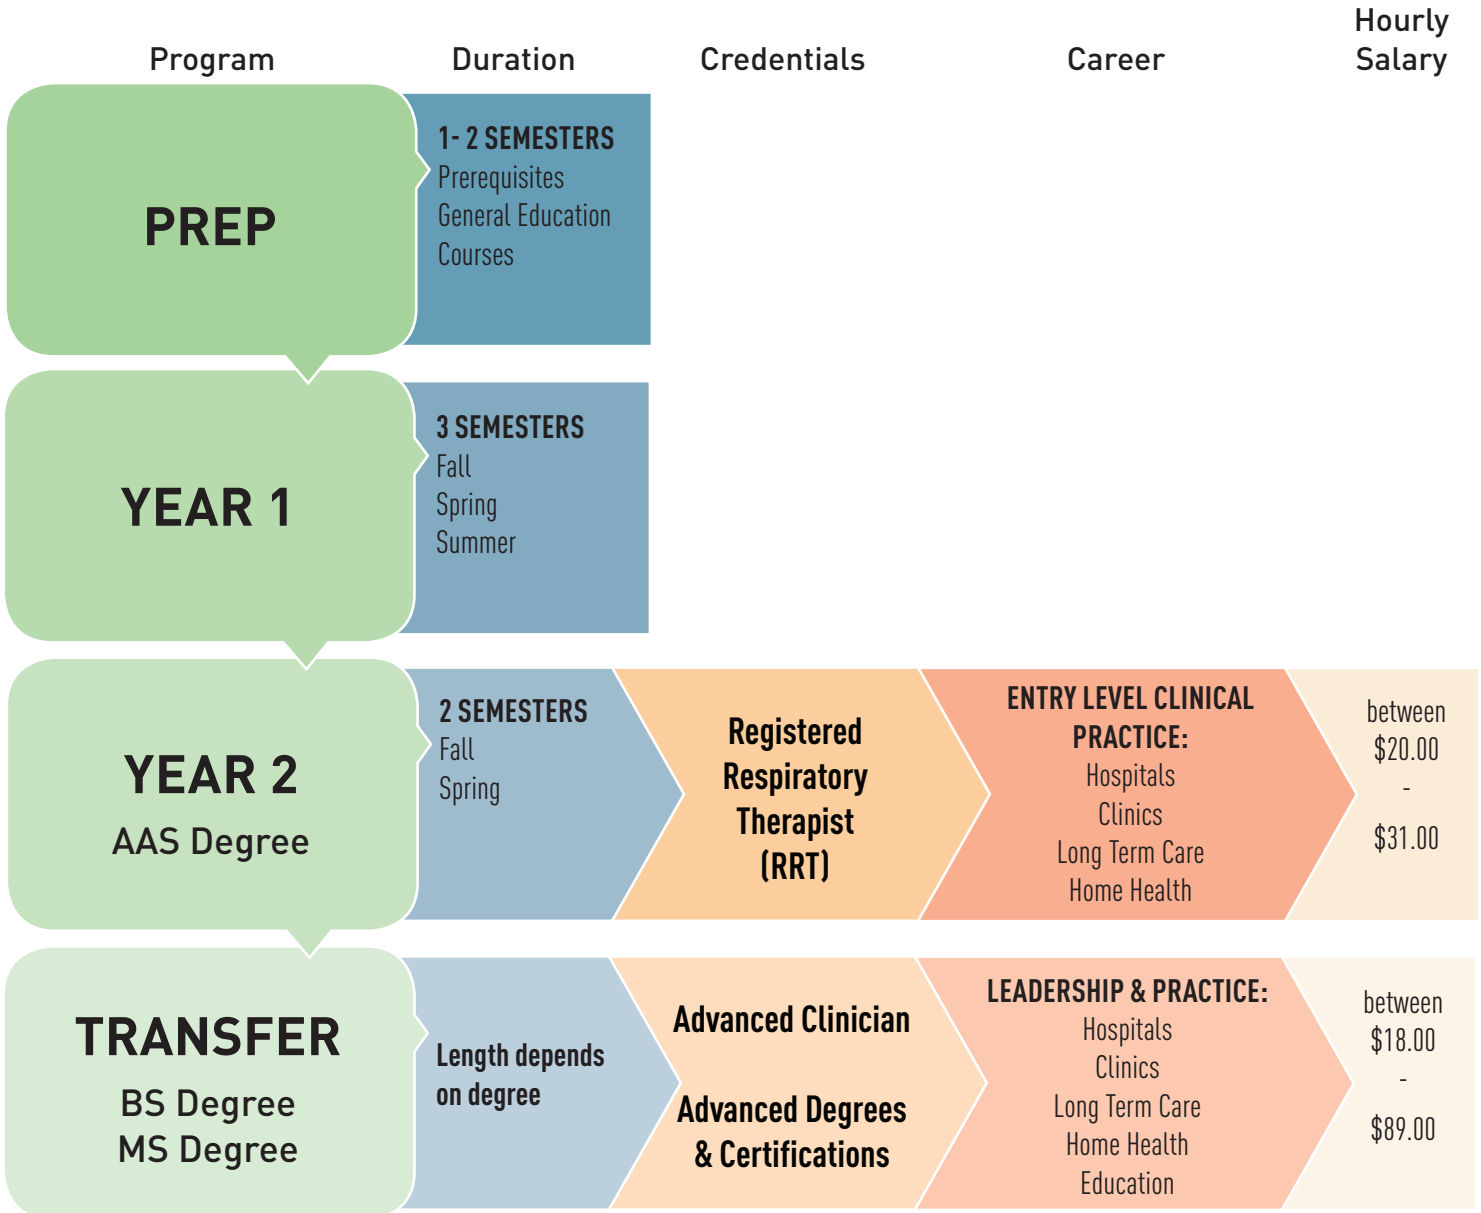 Program
Duration
Credentials
Career
Hourly
Salary
PREP
1- 2 SEMESTERS
Prerequisites
General Education
Courses
YEAR 1
3 SEMESTERS
Fall
Spring
Summer
YEAR 2
AAS Degree
2 SEMESTERS
Fall
Spring
Registered
Respiratory
Therapist
(RRT)
ENTRY LEVEL CLINICAL
PRACTICE:
Hospitals
Clinics
Long Term Care
Home Health
between
$20.00
-
$31.00
TRANSFER
BS Degree
MS Degree
Length depends
on degree
Advanced Clinician
Advanced Degrees
& Certifications
LEADERSHIP & PRACTICE:
Hospitals
Clinics
Long Term Care
Home Health
Education
between
$18.00
-
$89.00